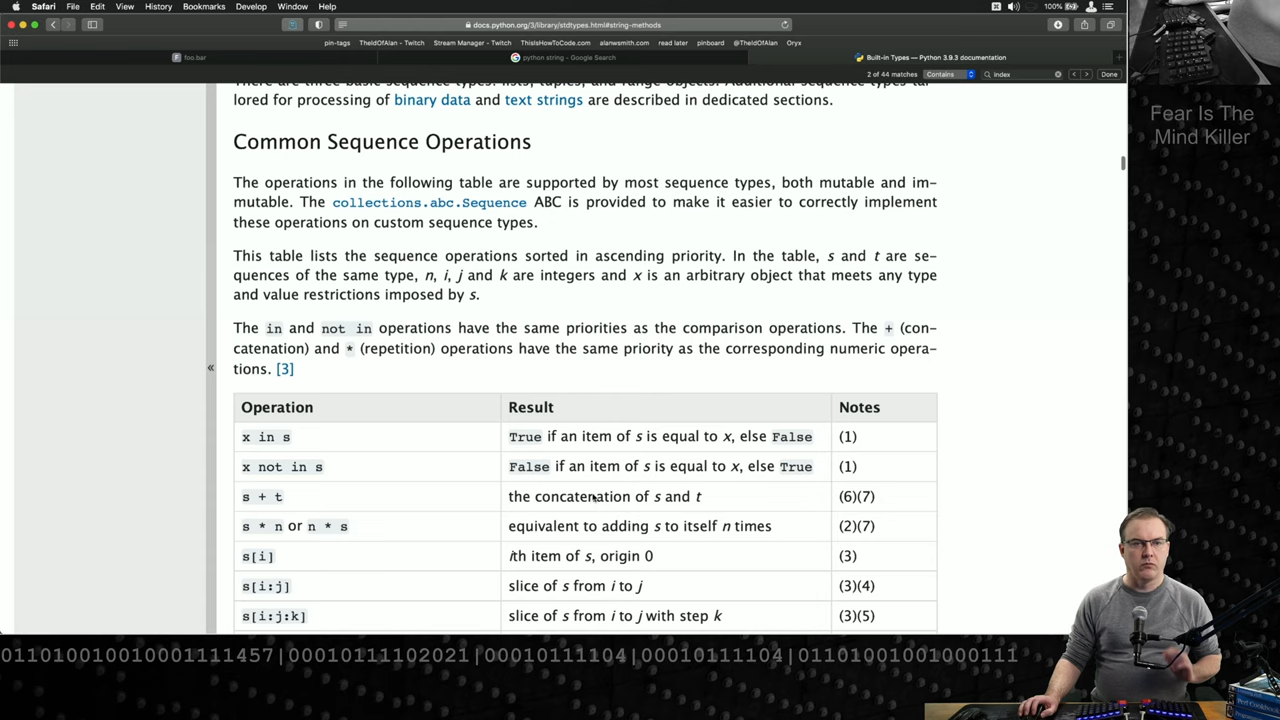 Safari File Edit View History Bookmarks Develop Window Help 100%
docs.python.org/3/library/stdtypes.html#string-methods
pin-tags TheIdOfAlan - Twitch Stream Manager - Twitch ThisIsHowToCode.com alanwsmith.com read later pinboard @TheIdOfAlan Oryx
foo.bar python string - Google Search Built-in Types — Python 3.9.3 documentation
2 of 44 matches Contains index Done
lored for processing of binary data and text strings are described in dedicated sections.
Common Sequence Operations
The operations in the following table are supported by most sequence types, both mutable and im-
mutable. The collections.abc.Sequence ABC is provided to make it easier to correctly implement
these operations on custom sequence types.
This table lists the sequence operations sorted in ascending priority. In the table, s and t are se-
quences of the same type, n, i, j and k are integers and x is an arbitrary object that meets any type
and value restrictions imposed by s.
The in and not in operations have the same priorities as the comparison operations. The + (con-
catenation) and * (repetition) operations have the same priority as the corresponding numeric opera-
tions. [3]
«
Operation Result Notes
x in s True if an item of s is equal to x, else False (1)
x not in s False if an item of s is equal to x, else True (1)
s + t the concatenation of s and t (6)(7)
s * n or n * s equivalent to adding s to itself n times (2)(7)
s[i] ith item of s, origin 0 (3)
s[i:j] slice of s from i to j (3)(4)
s[i:j:k] slice of s from i to j with step k (3)(5)
Fear Is The
Mind Killer
011010010010001111457|00010111102021|00010111104|00010111104|0110100100100011​1
Perl Cookbook